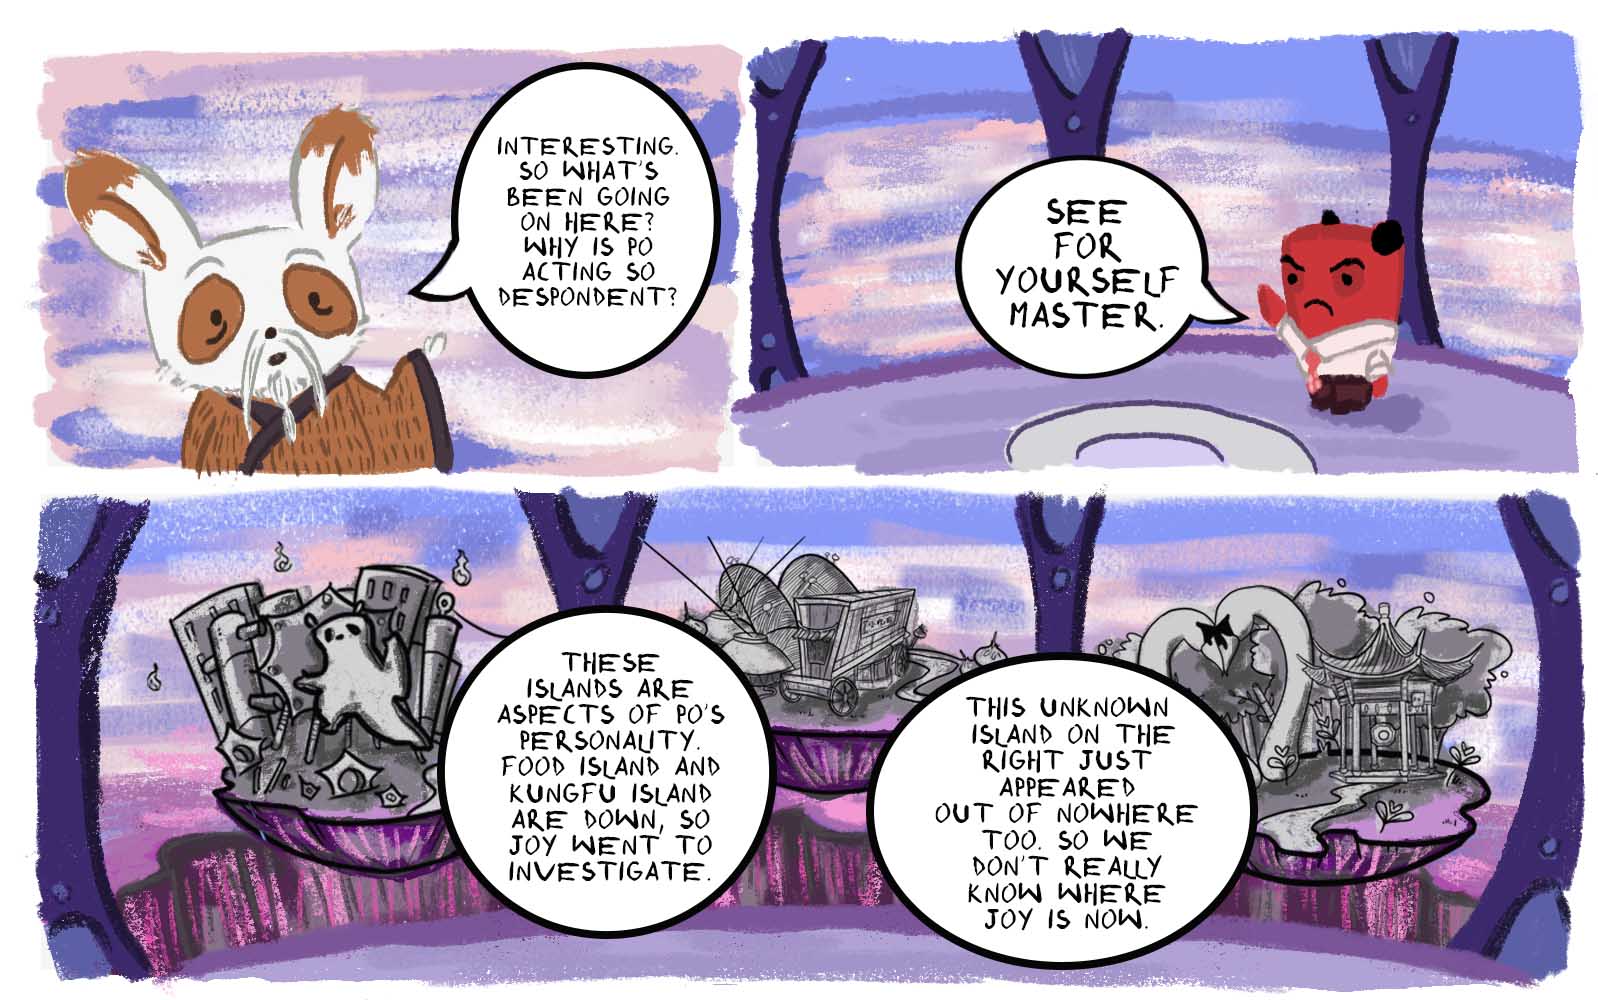 INTERESTING.
SO WHAT'S
BEEN GOING
ON HERE?
WHY IS PO
ACTING SO
DESPONDENT?
SEE
FOR
YOURSELF
MASTER.
THESE
ISLANDS ARE
ASPECTS OF PO'S
PERSONALITY.
FOOD ISLAND AND
KUNGFU ISLAND
ARE DOWN, SO
JOY WENT TO
INVESTIGATE.
THIS UNKNOWN
ISLAND ON THE
RIGHT JUST
APPEARED
OUT OF NOWHERE
TOO. SO WE
DON'T REALLY
KNOW WHERE
JOY IS NOW.